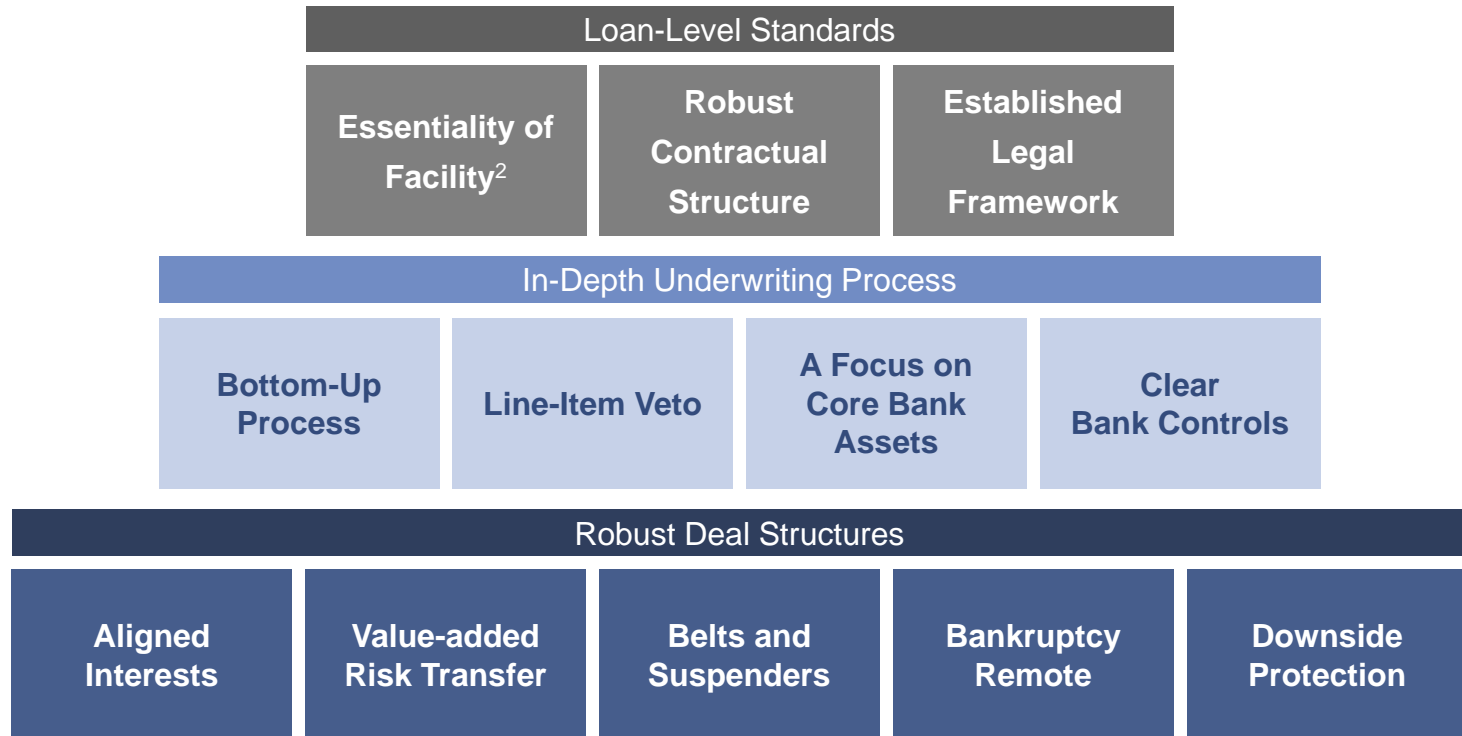 Loan-Level Standards
Essentiality of
Facility²
Robust
Contractual
Structure
Established
Legal
Framework
In-Depth Underwriting Process
Bottom-Up
Process
Line-Item Veto
A Focus on
Core Bank
Assets
Clear
Bank Controls
Robust Deal Structures
Aligned
Interests
Value-added
Risk Transfer
Belts and
Suspenders
Bankruptcy
Remote
Downside
Protection